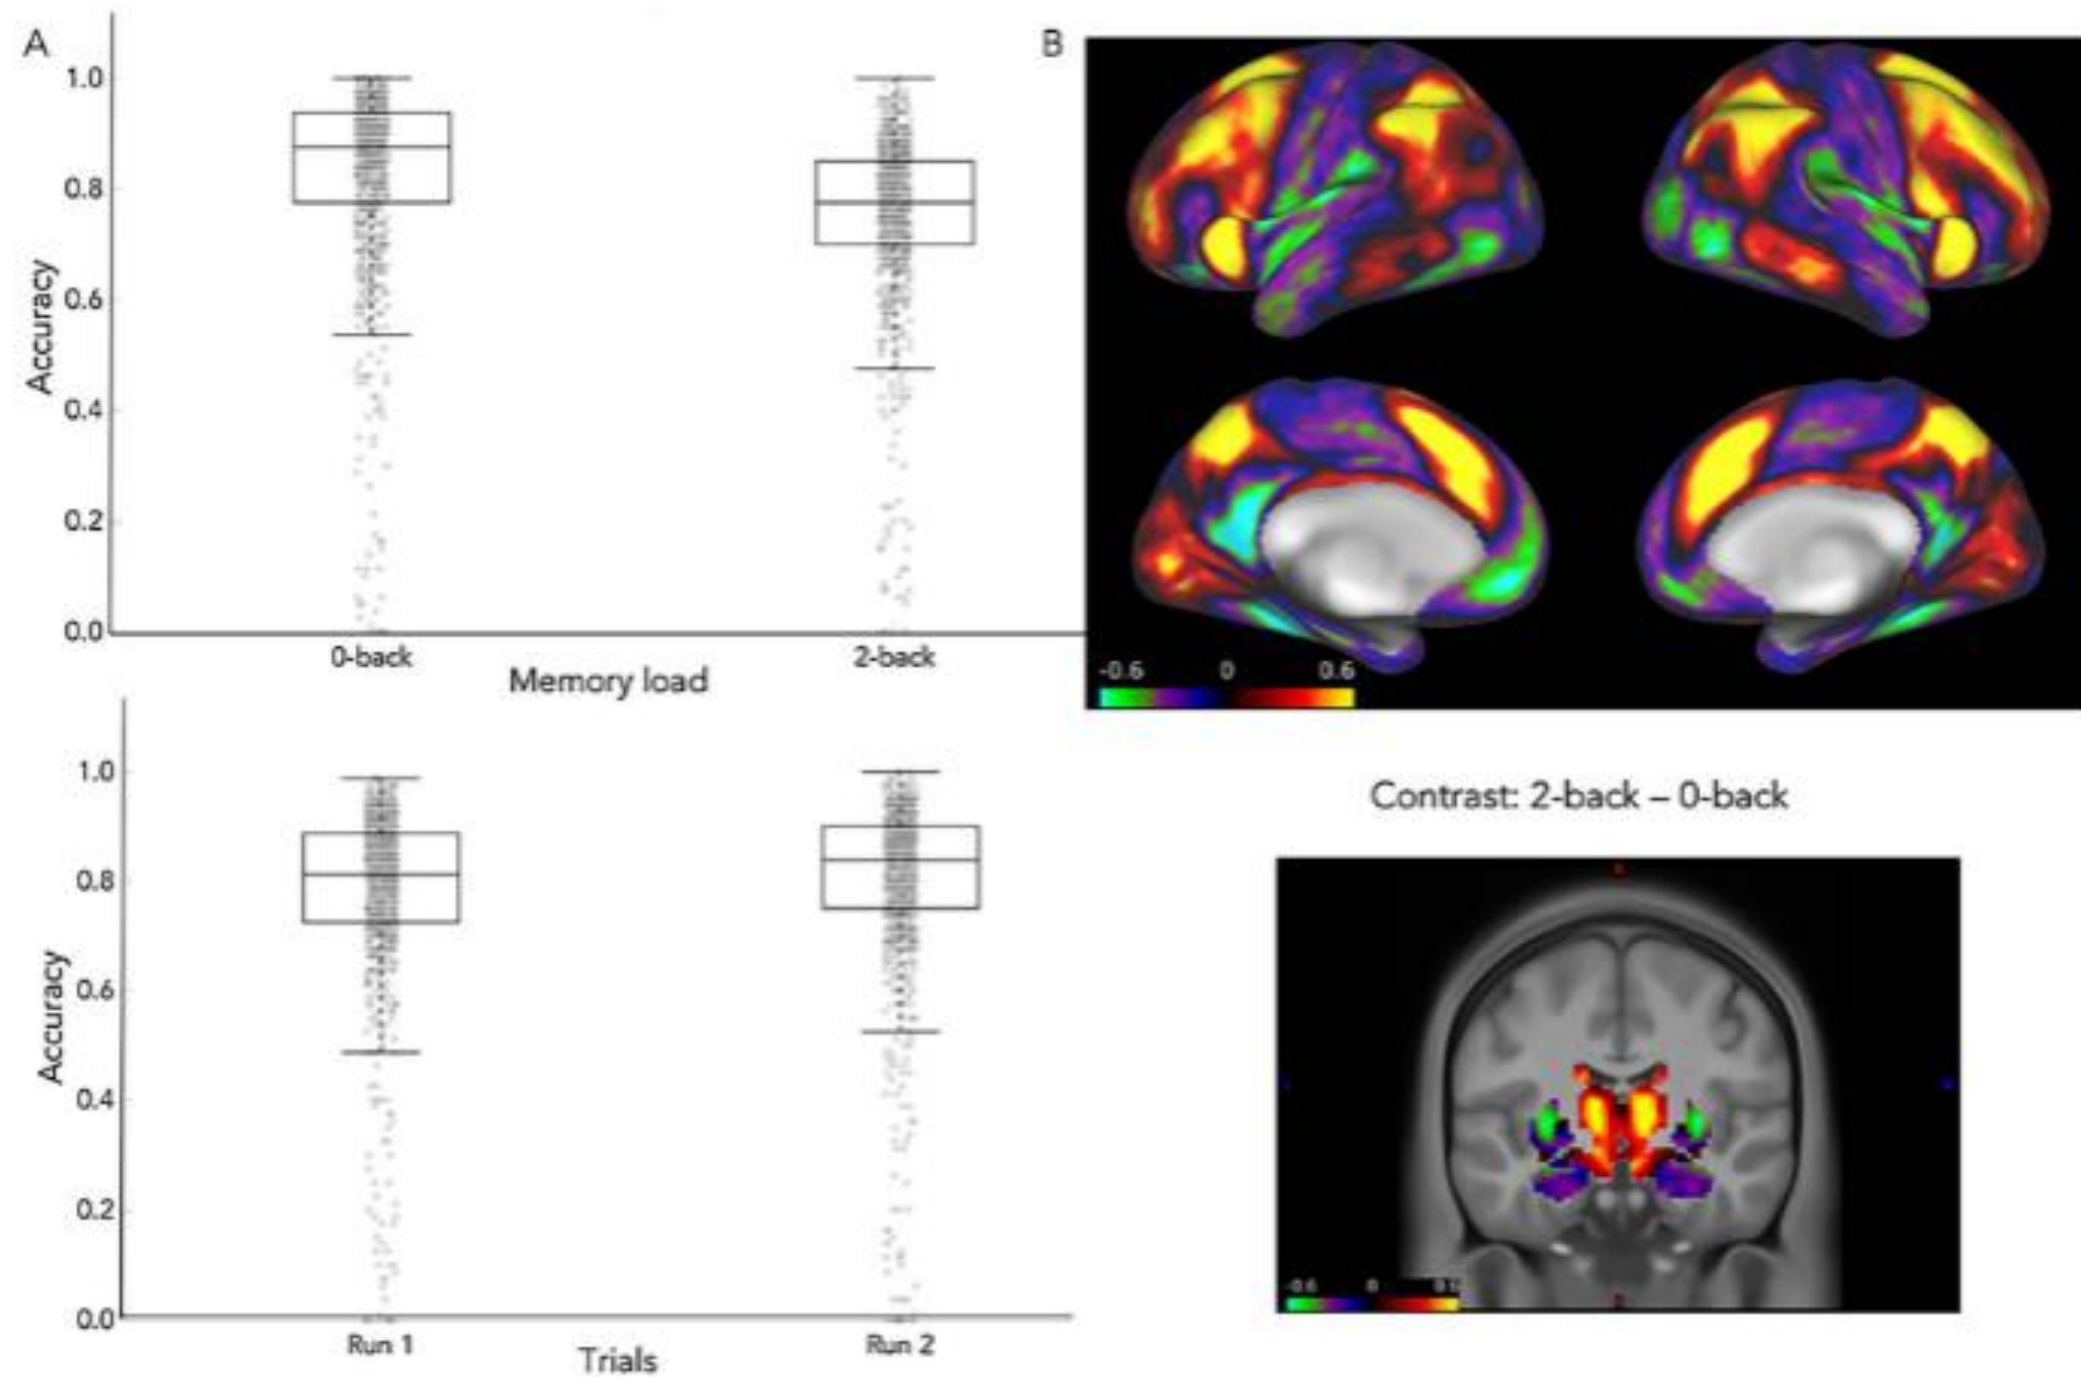 A
1.0
0.8
0.6
0.4
0.2
0.0
Accuracy
0-back
2-back
Memory load
1.0
0.8
0.6
0.4
0.2
0.0
Accuracy
Run 1
Run 2
Trials
B
-0.6 0 0.6
Contrast: 2-back – 0-back
-0.6 0